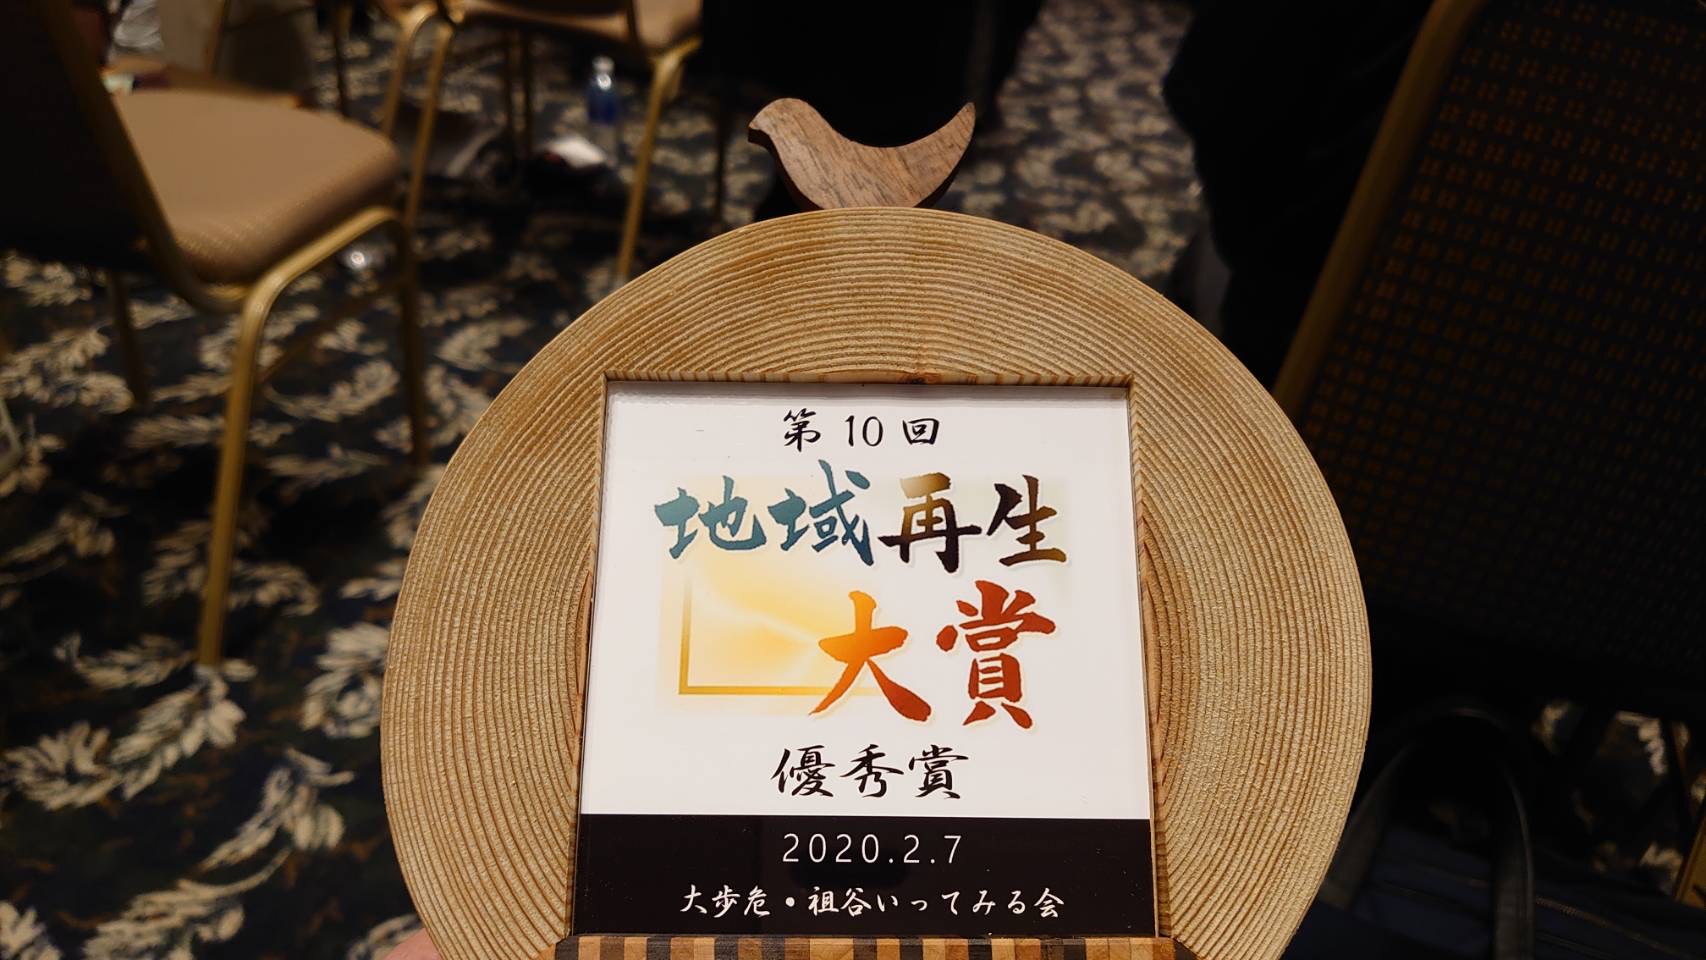 第10回
地域再生
大賞
優秀賞
2020.2.7
大歩危・祖谷いってみる会